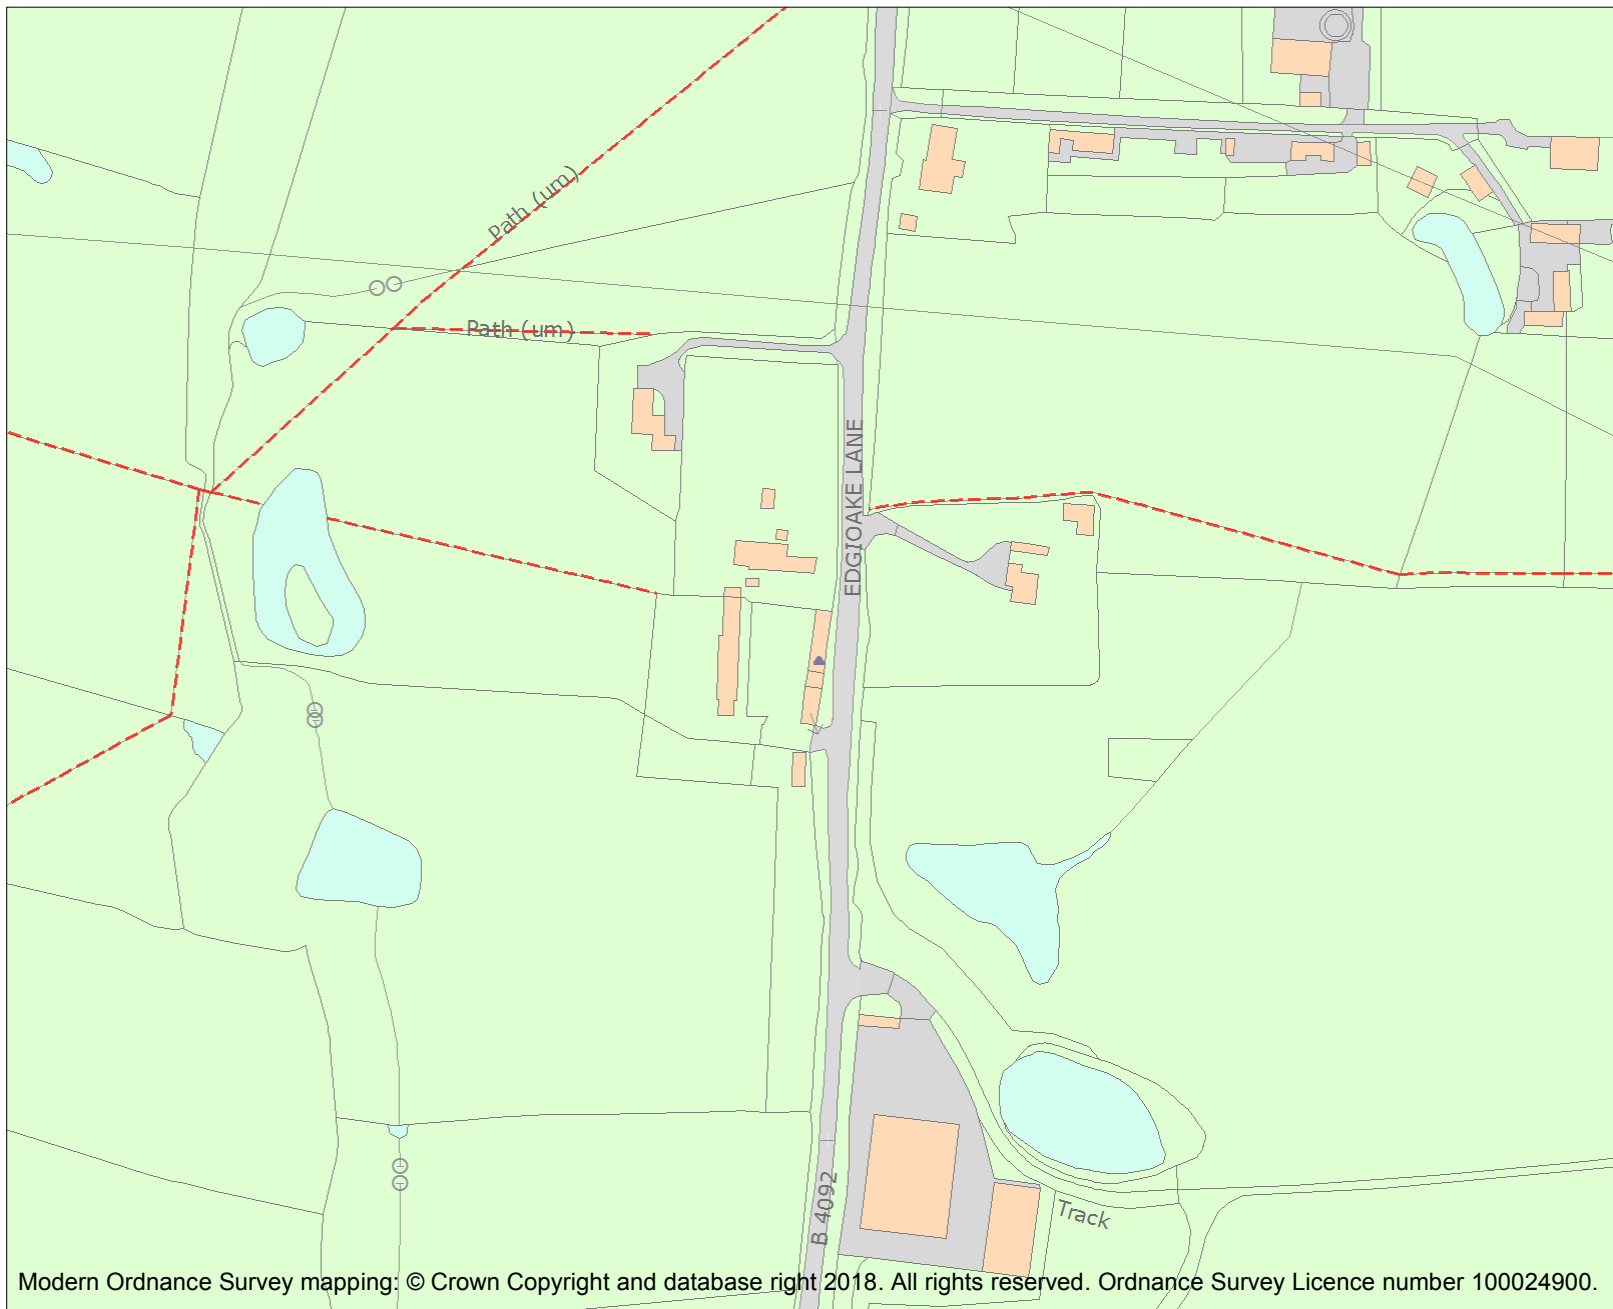 Path (um)
Path (um)
EDGIOAKE LANE
B 4092
Track
Modern Ordnance Survey mapping: © Crown Copyright and database right 2018. All rights reserved. Ordnance Survey Licence number 100024900.